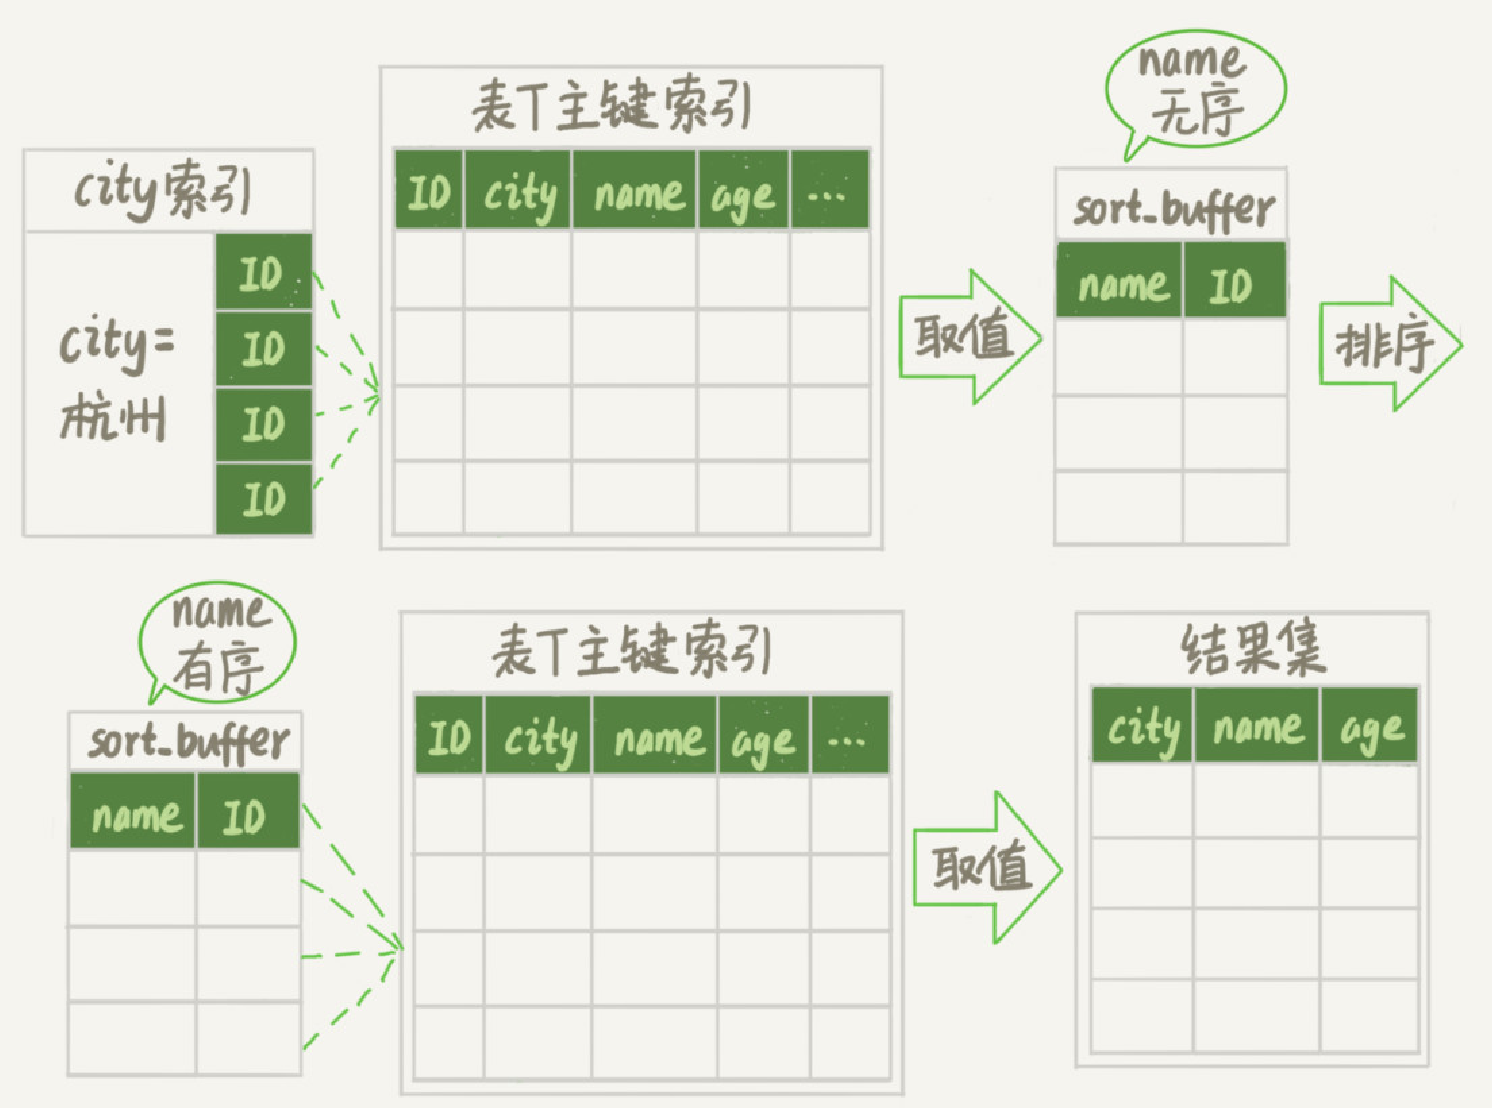 city索引
city=
杭州
ID
ID
ID
ID
表T主键索引
ID city name age ...
取值
name
无序
sort_buffer
name ID
排序
name
有序
sort_buffer
name ID
表T主键索引
ID city name age ...
取值
结果集
city name age